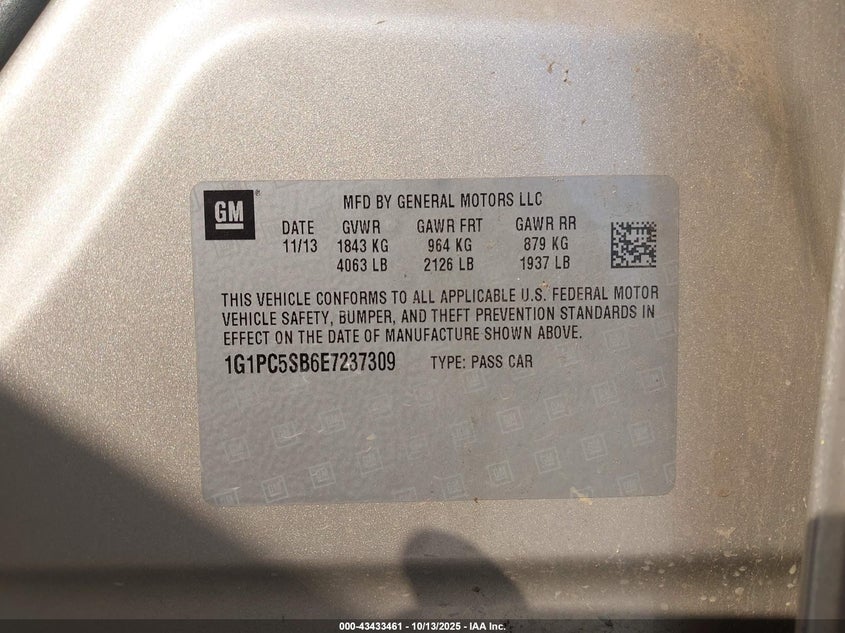 GM ®
MFD BY GENERAL MOTORS LLC
DATE GVWR GAWR FRT GAWR RR
11/13 1843 KG 964 KG 879 KG
4063 LB 2126 LB 1937 LB
THIS VEHICLE CONFORMS TO ALL APPLICABLE U.S. FEDERAL MOTOR
VEHICLE SAFETY, BUMPER, AND THEFT PREVENTION STANDARDS IN
EFFECT ON THE DATE OF MANUFACTURE SHOWN ABOVE.
1G1PC5SB6E7237309 TYPE: PASS CAR
000-43433461 - 10/13/2025 - IAA Inc.